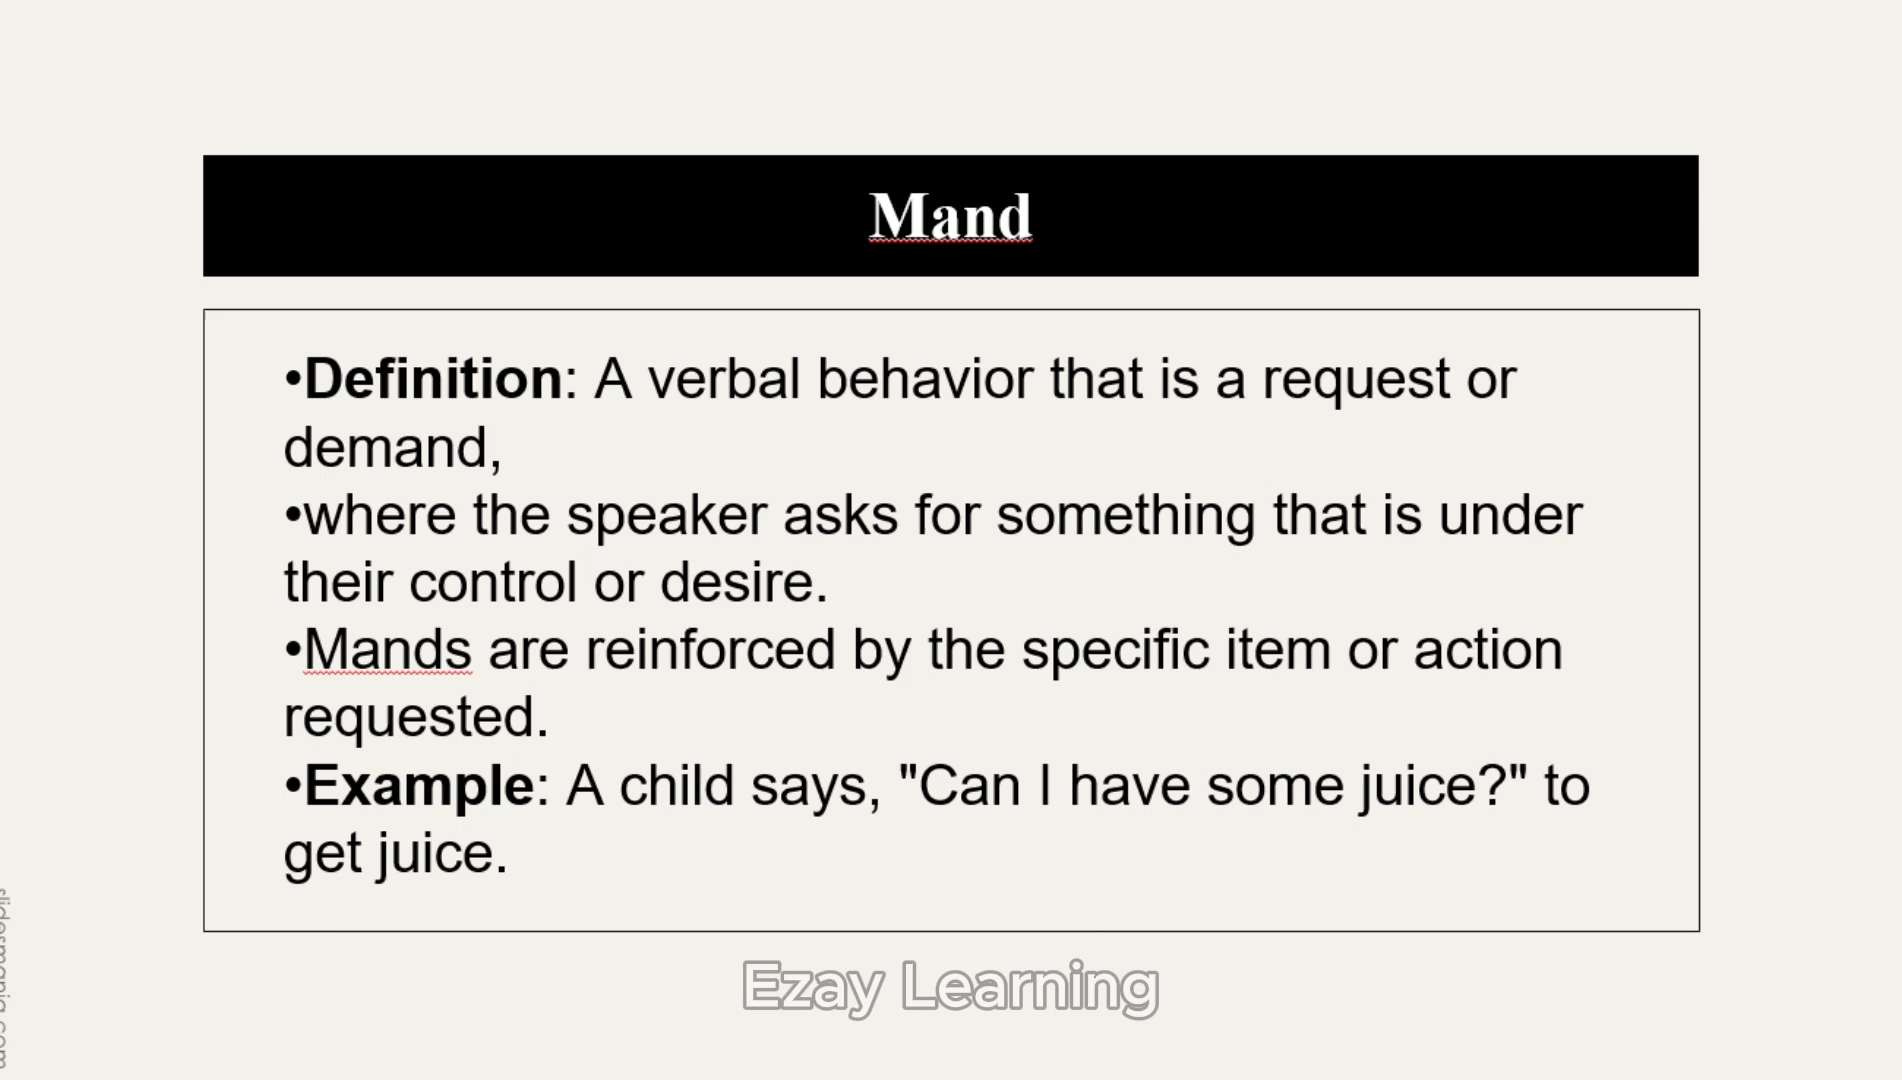 Mand
•Definition: A verbal behavior that is a request or
demand,
•where the speaker asks for something that is under
their control or desire.
•Mands are reinforced by the specific item or action
requested.
•Example: A child says, "Can I have some juice?" to
get juice.
Ezay Learning
slidesmania.com